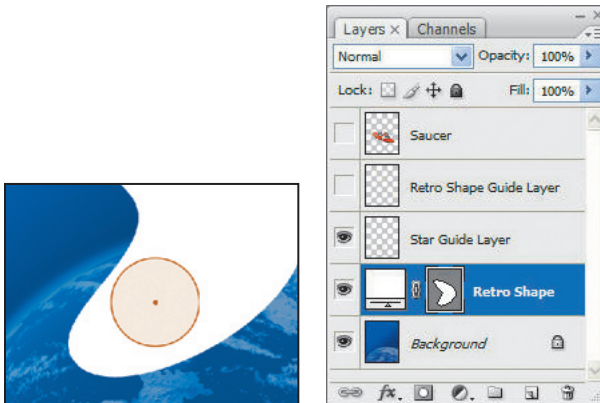 Layers × Channels
Normal Opacity: 100%
Lock: Fill: 100%
Saucer
Retro Shape Guide Layer
Star Guide Layer
Retro Shape
Background
fx.